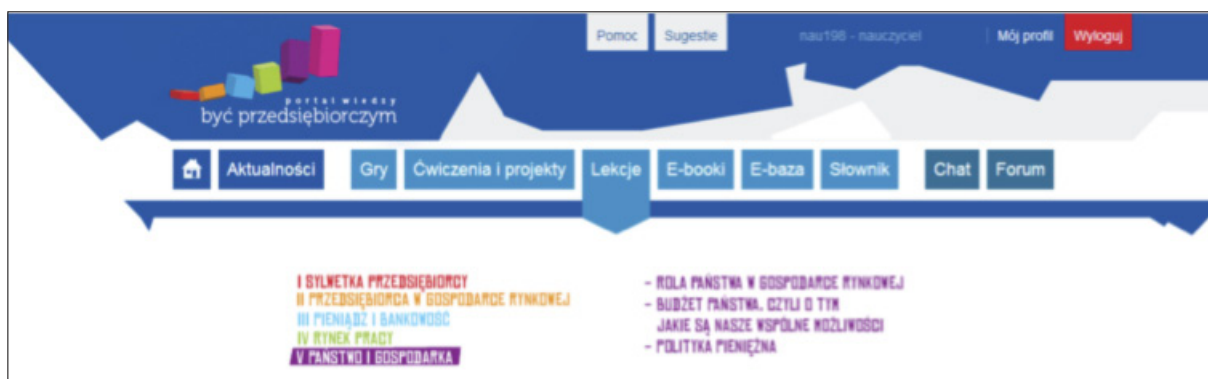 Pomoc Sugestie nau198 - nauczyciel Mój profil Wyloguj
portal wiedzy
być przedsiębiorczym
Aktualności Gry Ćwiczenia i projekty Lekcje E-booki E-baza Słownik Chat Forum
I SYLWETKA PRZEDSIĘBIORCY
II PRZEDSIĘBIORCA W GOSPODARCE RYNKOWEJ
III PIENIĄDZ I BANKOWOŚĆ
IV RYNEK PRACY
V PAŃSTWO I GOSPODARKA
- ROLA PAŃSTWA W GOSPODARCE RYNKOWEJ
- BUDŻET PAŃSTWA, CZYLI O TYM
JAKIE SĄ NASZE WSPÓLNE MOŻLIWOŚCI
- POLITYKA PIENIĘŻNA